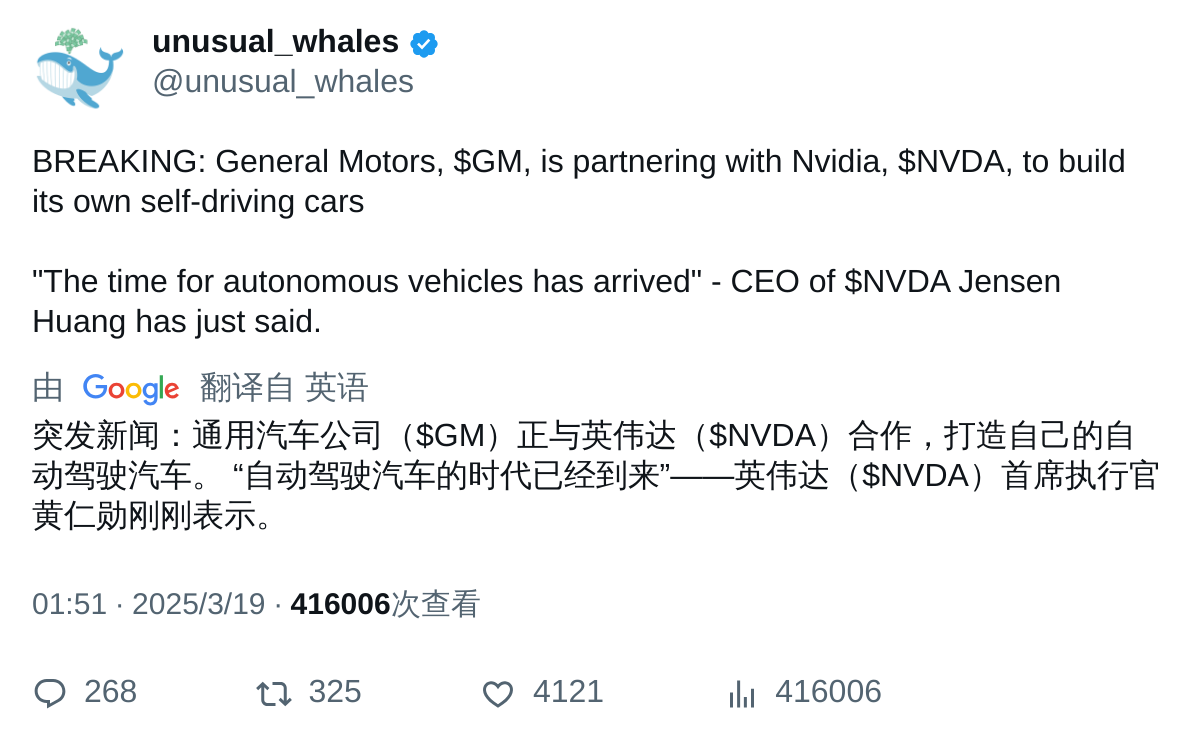 unusual_whales
@unusual_whales
BREAKING: General Motors, $GM, is partnering with Nvidia, $NVDA, to build
its own self-driving cars
"The time for autonomous vehicles has arrived" - CEO of $NVDA Jensen
Huang has just said.
由 Google 翻译自 英语
突发新闻：通用汽车公司（$GM）正与英伟达（$NVDA）合作，打造自己的自
动驾驶汽车。 “自动驾驶汽车的时代已经到来”——英伟达（$NVDA）首席执行官
黄仁勋刚刚表示。
01:51 · 2025/3/19 · 416006次查看
268 325 4121 416006